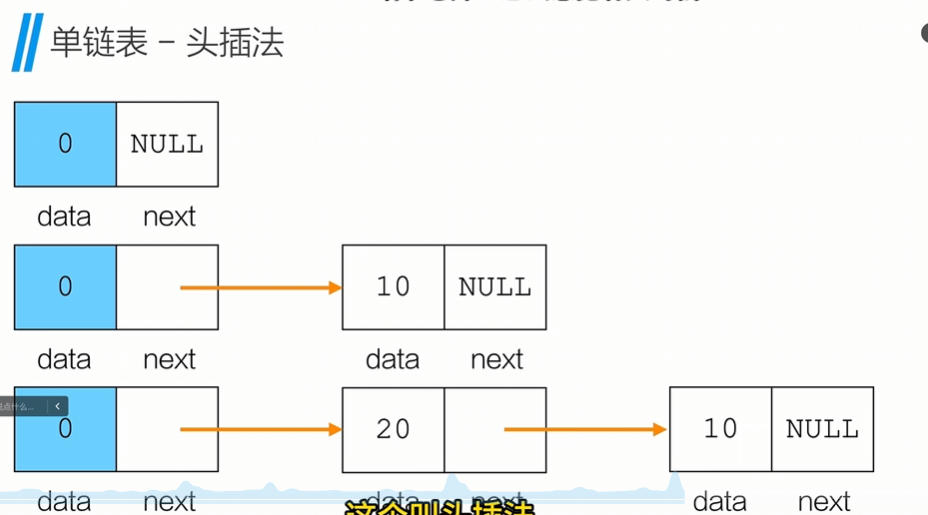 单链表 - 头插法
0 NULL
data next
0 10 NULL
data next data next
0 20 10 NULL
data next data next data next
这个叫头插法